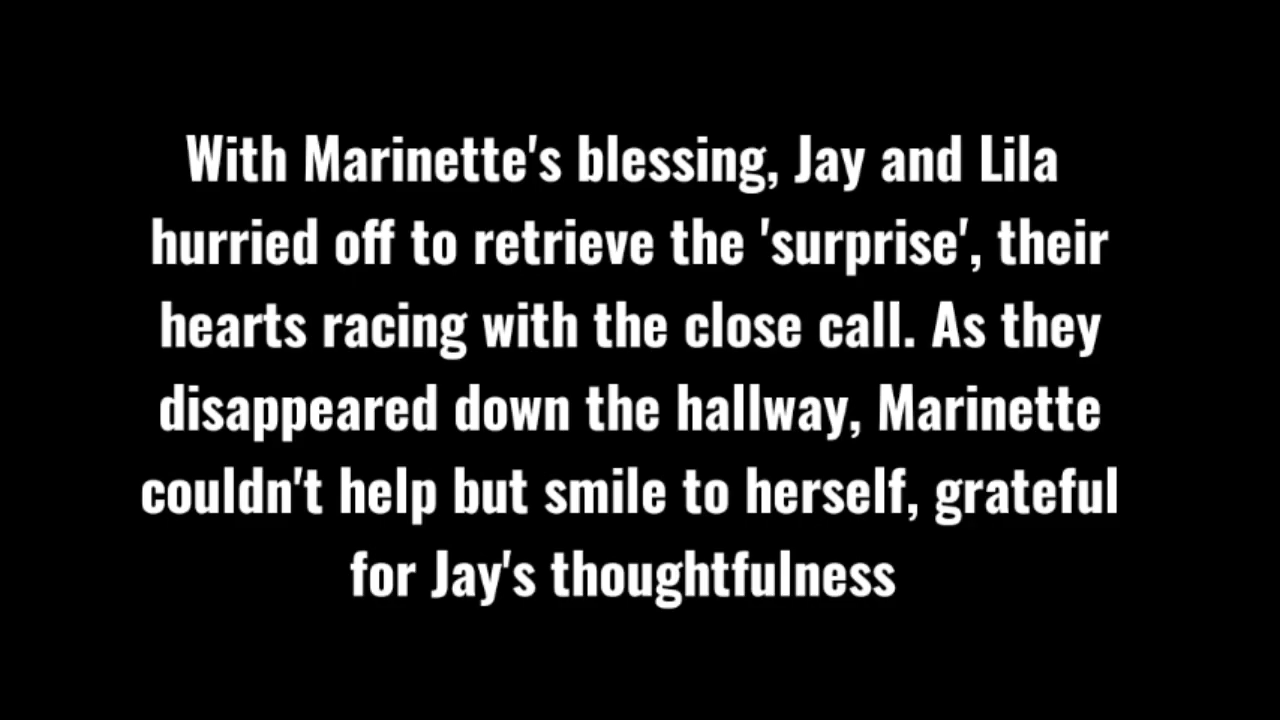 With Marinette's blessing, Jay and Lila
hurried off to retrieve the 'surprise', their
hearts racing with the close call. As they
disappeared down the hallway, Marinette
couldn't help but smile to herself, grateful
for Jay's thoughtfulness